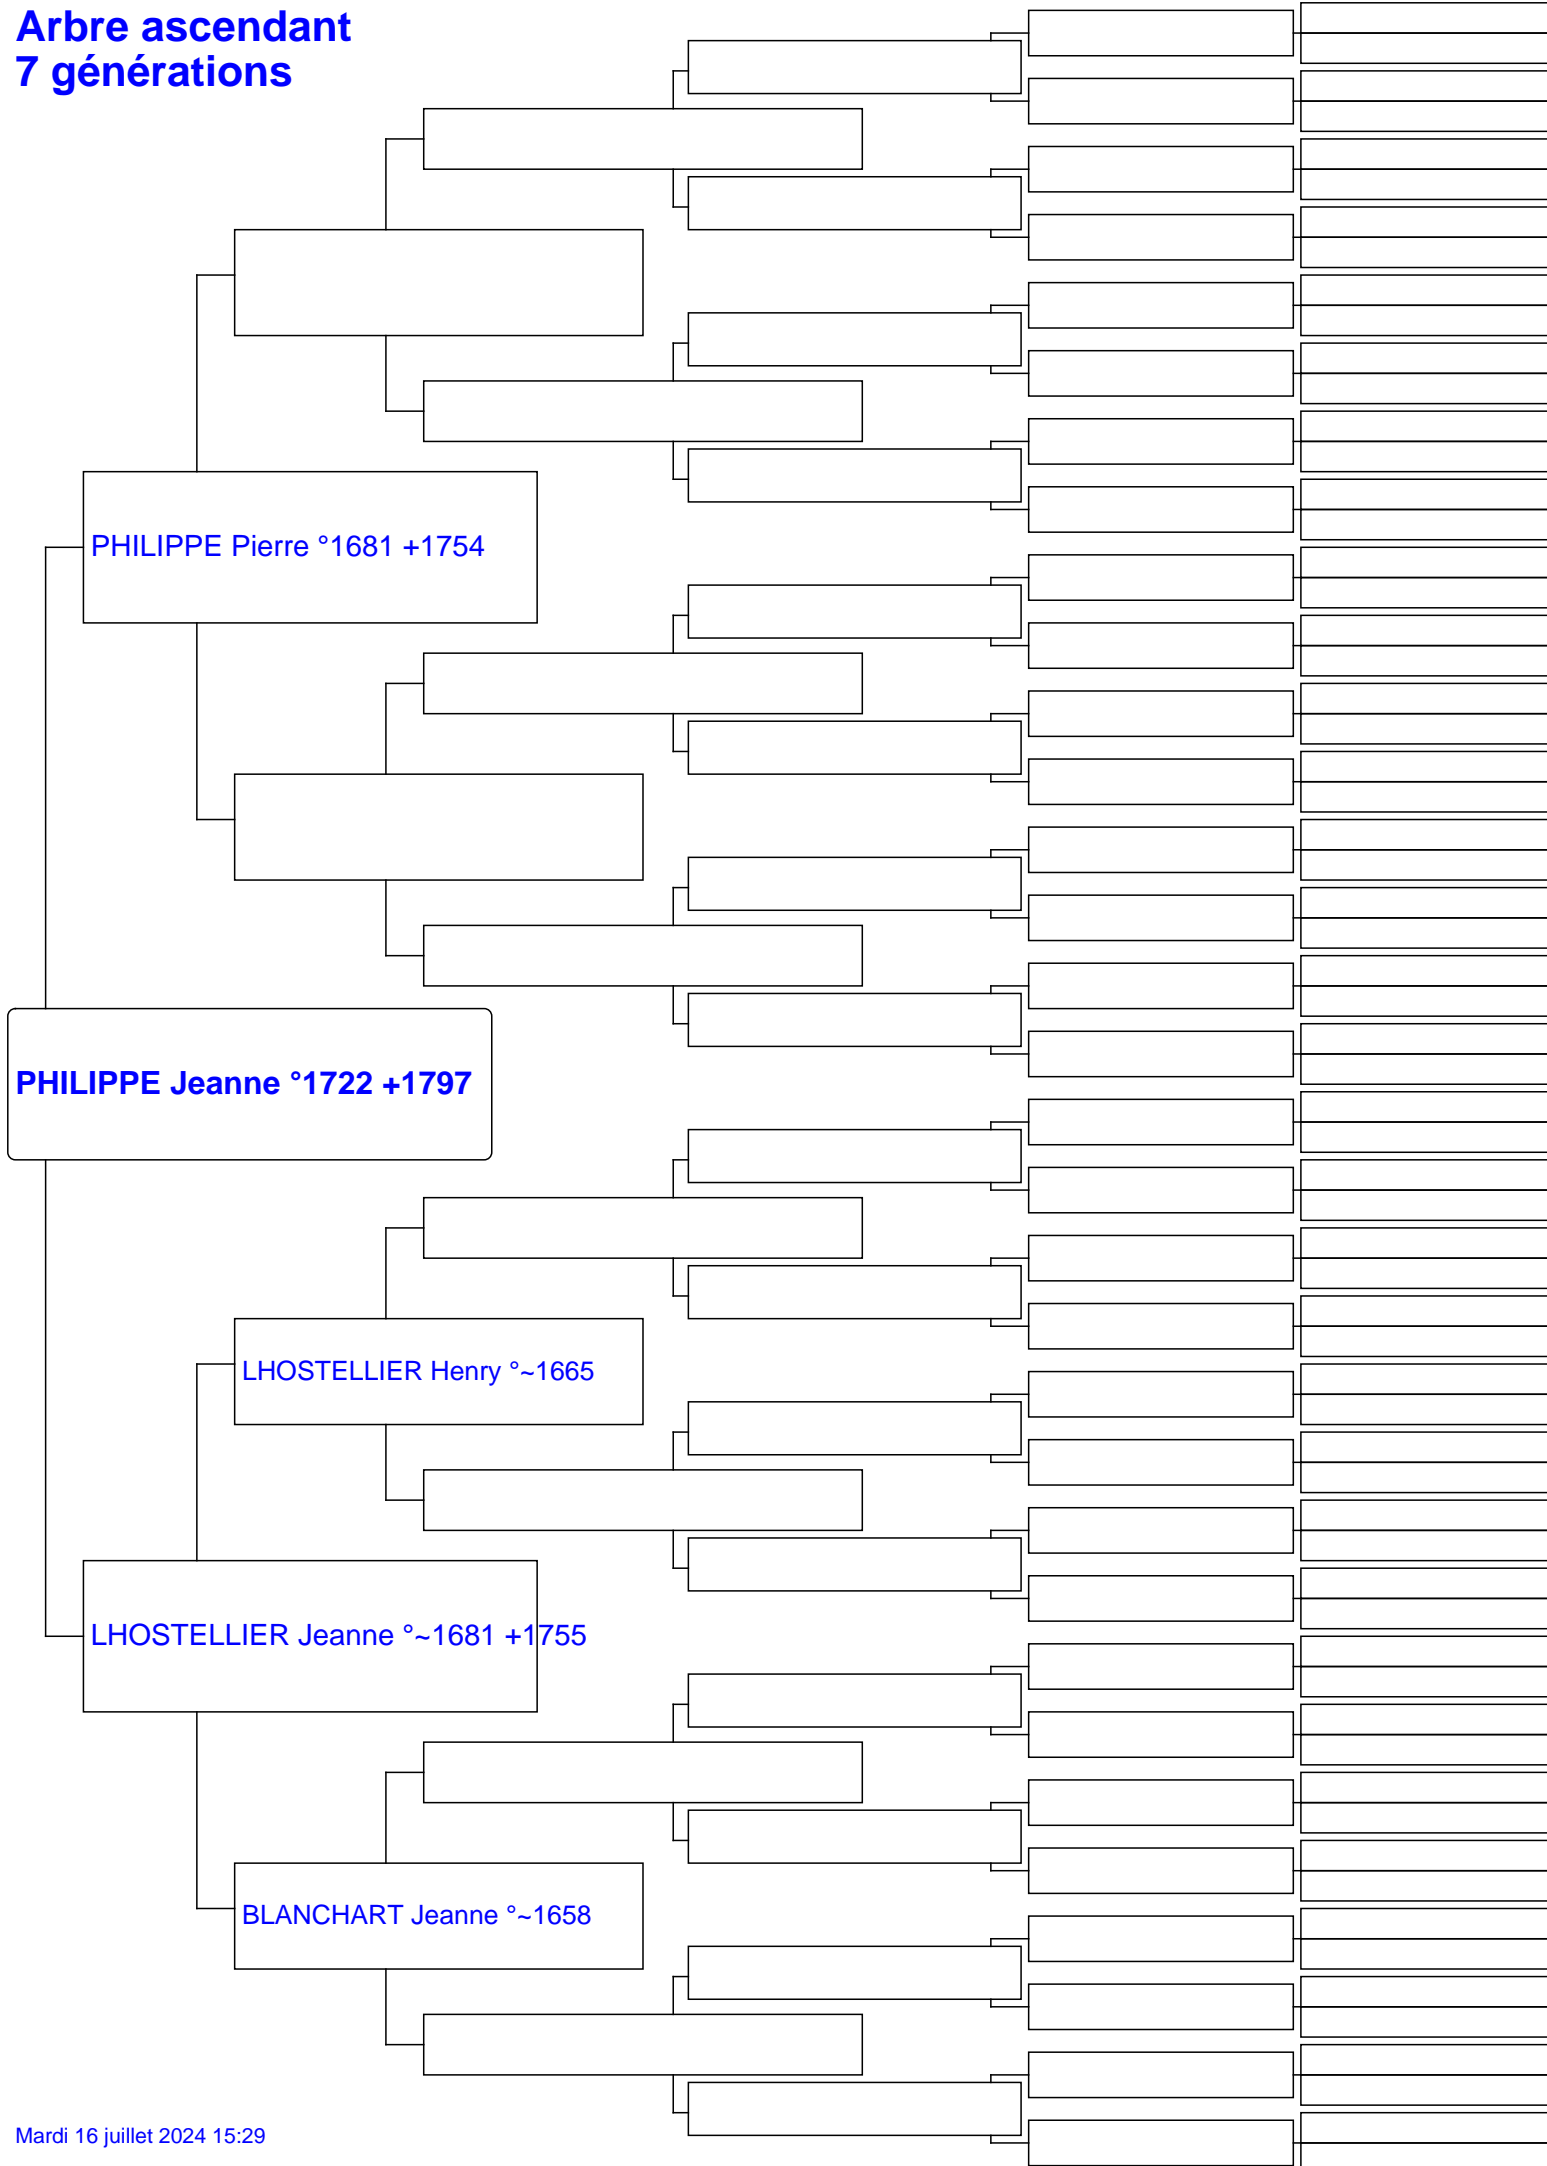 Arbre ascendant
7 générations
PHILIPPE Pierre °1681 +1754
PHILIPPE Jeanne °1722 +1797
LHOSTELLIER Henry °~1665
LHOSTELLIER Jeanne °~1681 +1755
BLANCHART Jeanne °~1658
Mardi 16 juillet 2024 15:29